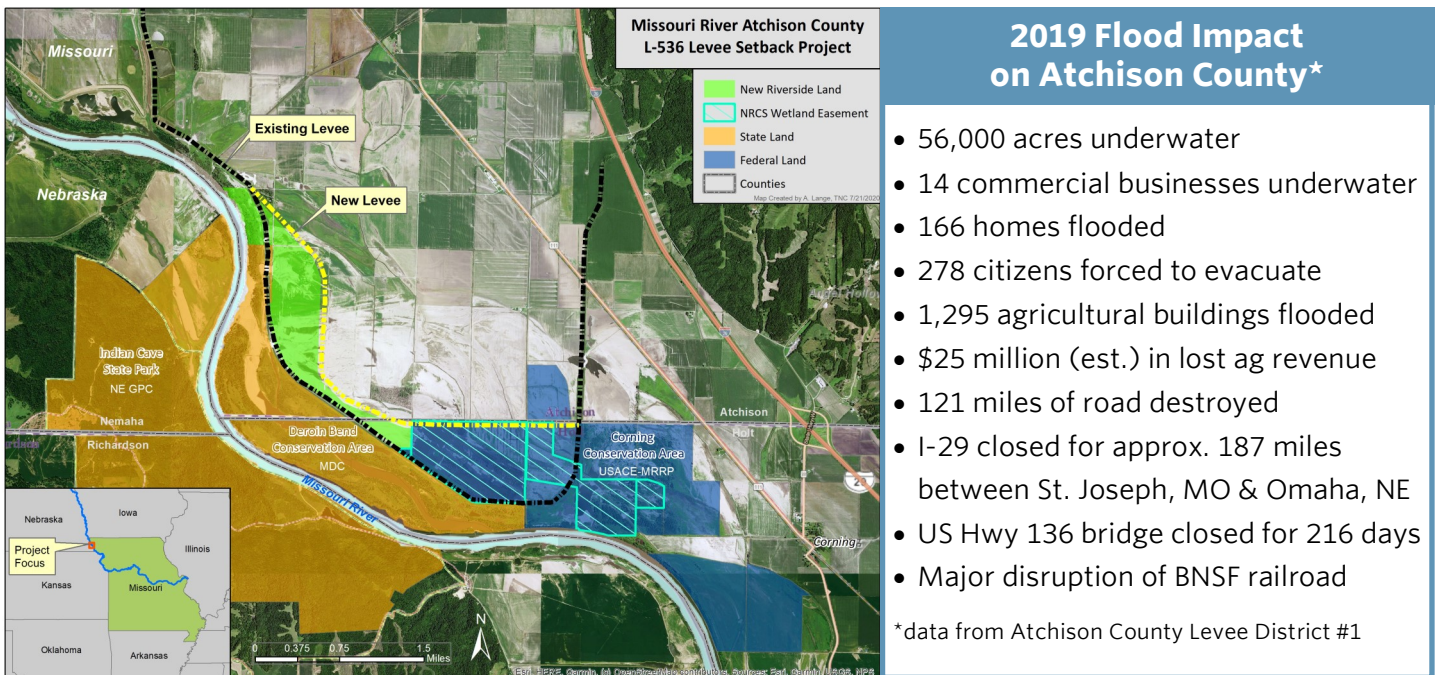 Missouri River Atchison County
L-536 Levee Setback Project
New Riverside Land
NRCS Wetland Easement
State Land
Federal Land
Counties
Map Created by A. Lange, TNC 7/21/2020
Missouri
Existing Levee
Nebraska
New Levee
Indian Cave
State Park
NE GPC
Nemaha
Richardson
Deroin Bend
Conservation Area
MDC
Missouri River
Atchison
Corning
Conservation Area
USACE-MRRP
Atchison
Holt
29
Corning
Nebraska
Iowa
Illinois
Project
Focus
Kansas
Missouri
Oklahoma
Arkansas
N
0 0.375 0.75 1.5
Miles
2019 Flood Impact
on Atchison County*
• 56,000 acres underwater
• 14 commercial businesses underwater
• 166 homes flooded
• 278 citizens forced to evacuate
• 1,295 agricultural buildings flooded
• $25 million (est.) in lost ag revenue
• 121 miles of road destroyed
• I-29 closed for approx. 187 miles
between St. Joseph, MO & Omaha, NE
• US Hwy 136 bridge closed for 216 days
• Major disruption of BNSF railroad
*data from Atchison County Levee District #1